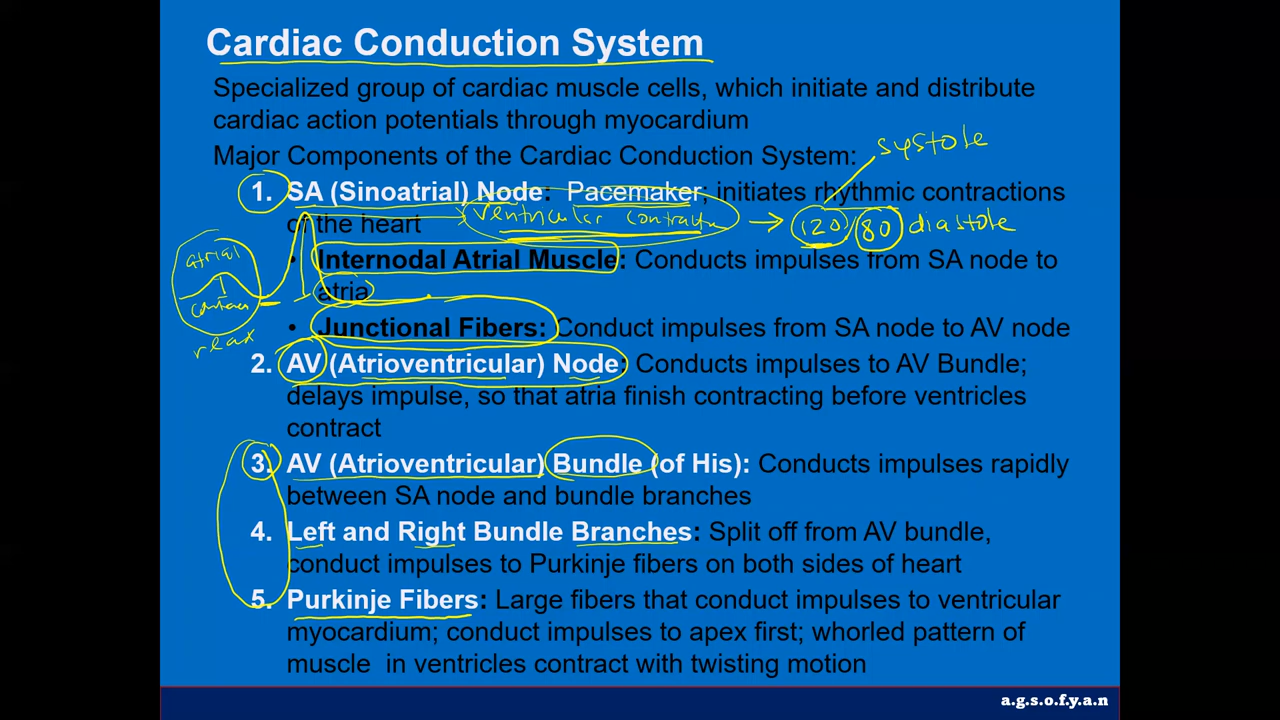 Cardiac Conduction System
Specialized group of cardiac muscle cells, which initiate and distribute
cardiac action potentials through myocardium
systole
Major Components of the Cardiac Conduction System:
1. SA (Sinoatrial) Node: Pacemaker; initiates rhythmic contractions
of the heart
ventricular
120/80 diastole
atrial
• Internodal Atrial Muscle: Conducts impulses from SA node to
atria
relax
• Junctional Fibers: Conduct impulses from SA node to AV node
2. AV (Atrioventricular) Node: Conducts impulses to AV Bundle;
delays impulse, so that atria finish contracting before ventricles
contract
3. AV (Atrioventricular) Bundle (of His): Conducts impulses rapidly
between SA node and bundle branches
4. Left and Right Bundle Branches: Split off from AV bundle,
conduct impulses to Purkinje fibers on both sides of heart
5. Purkinje Fibers: Large fibers that conduct impulses to ventricular
myocardium; conduct impulses to apex first; whorled pattern of
muscle in ventricles contract with twisting motion
a.g.s.o.f.y.a.n